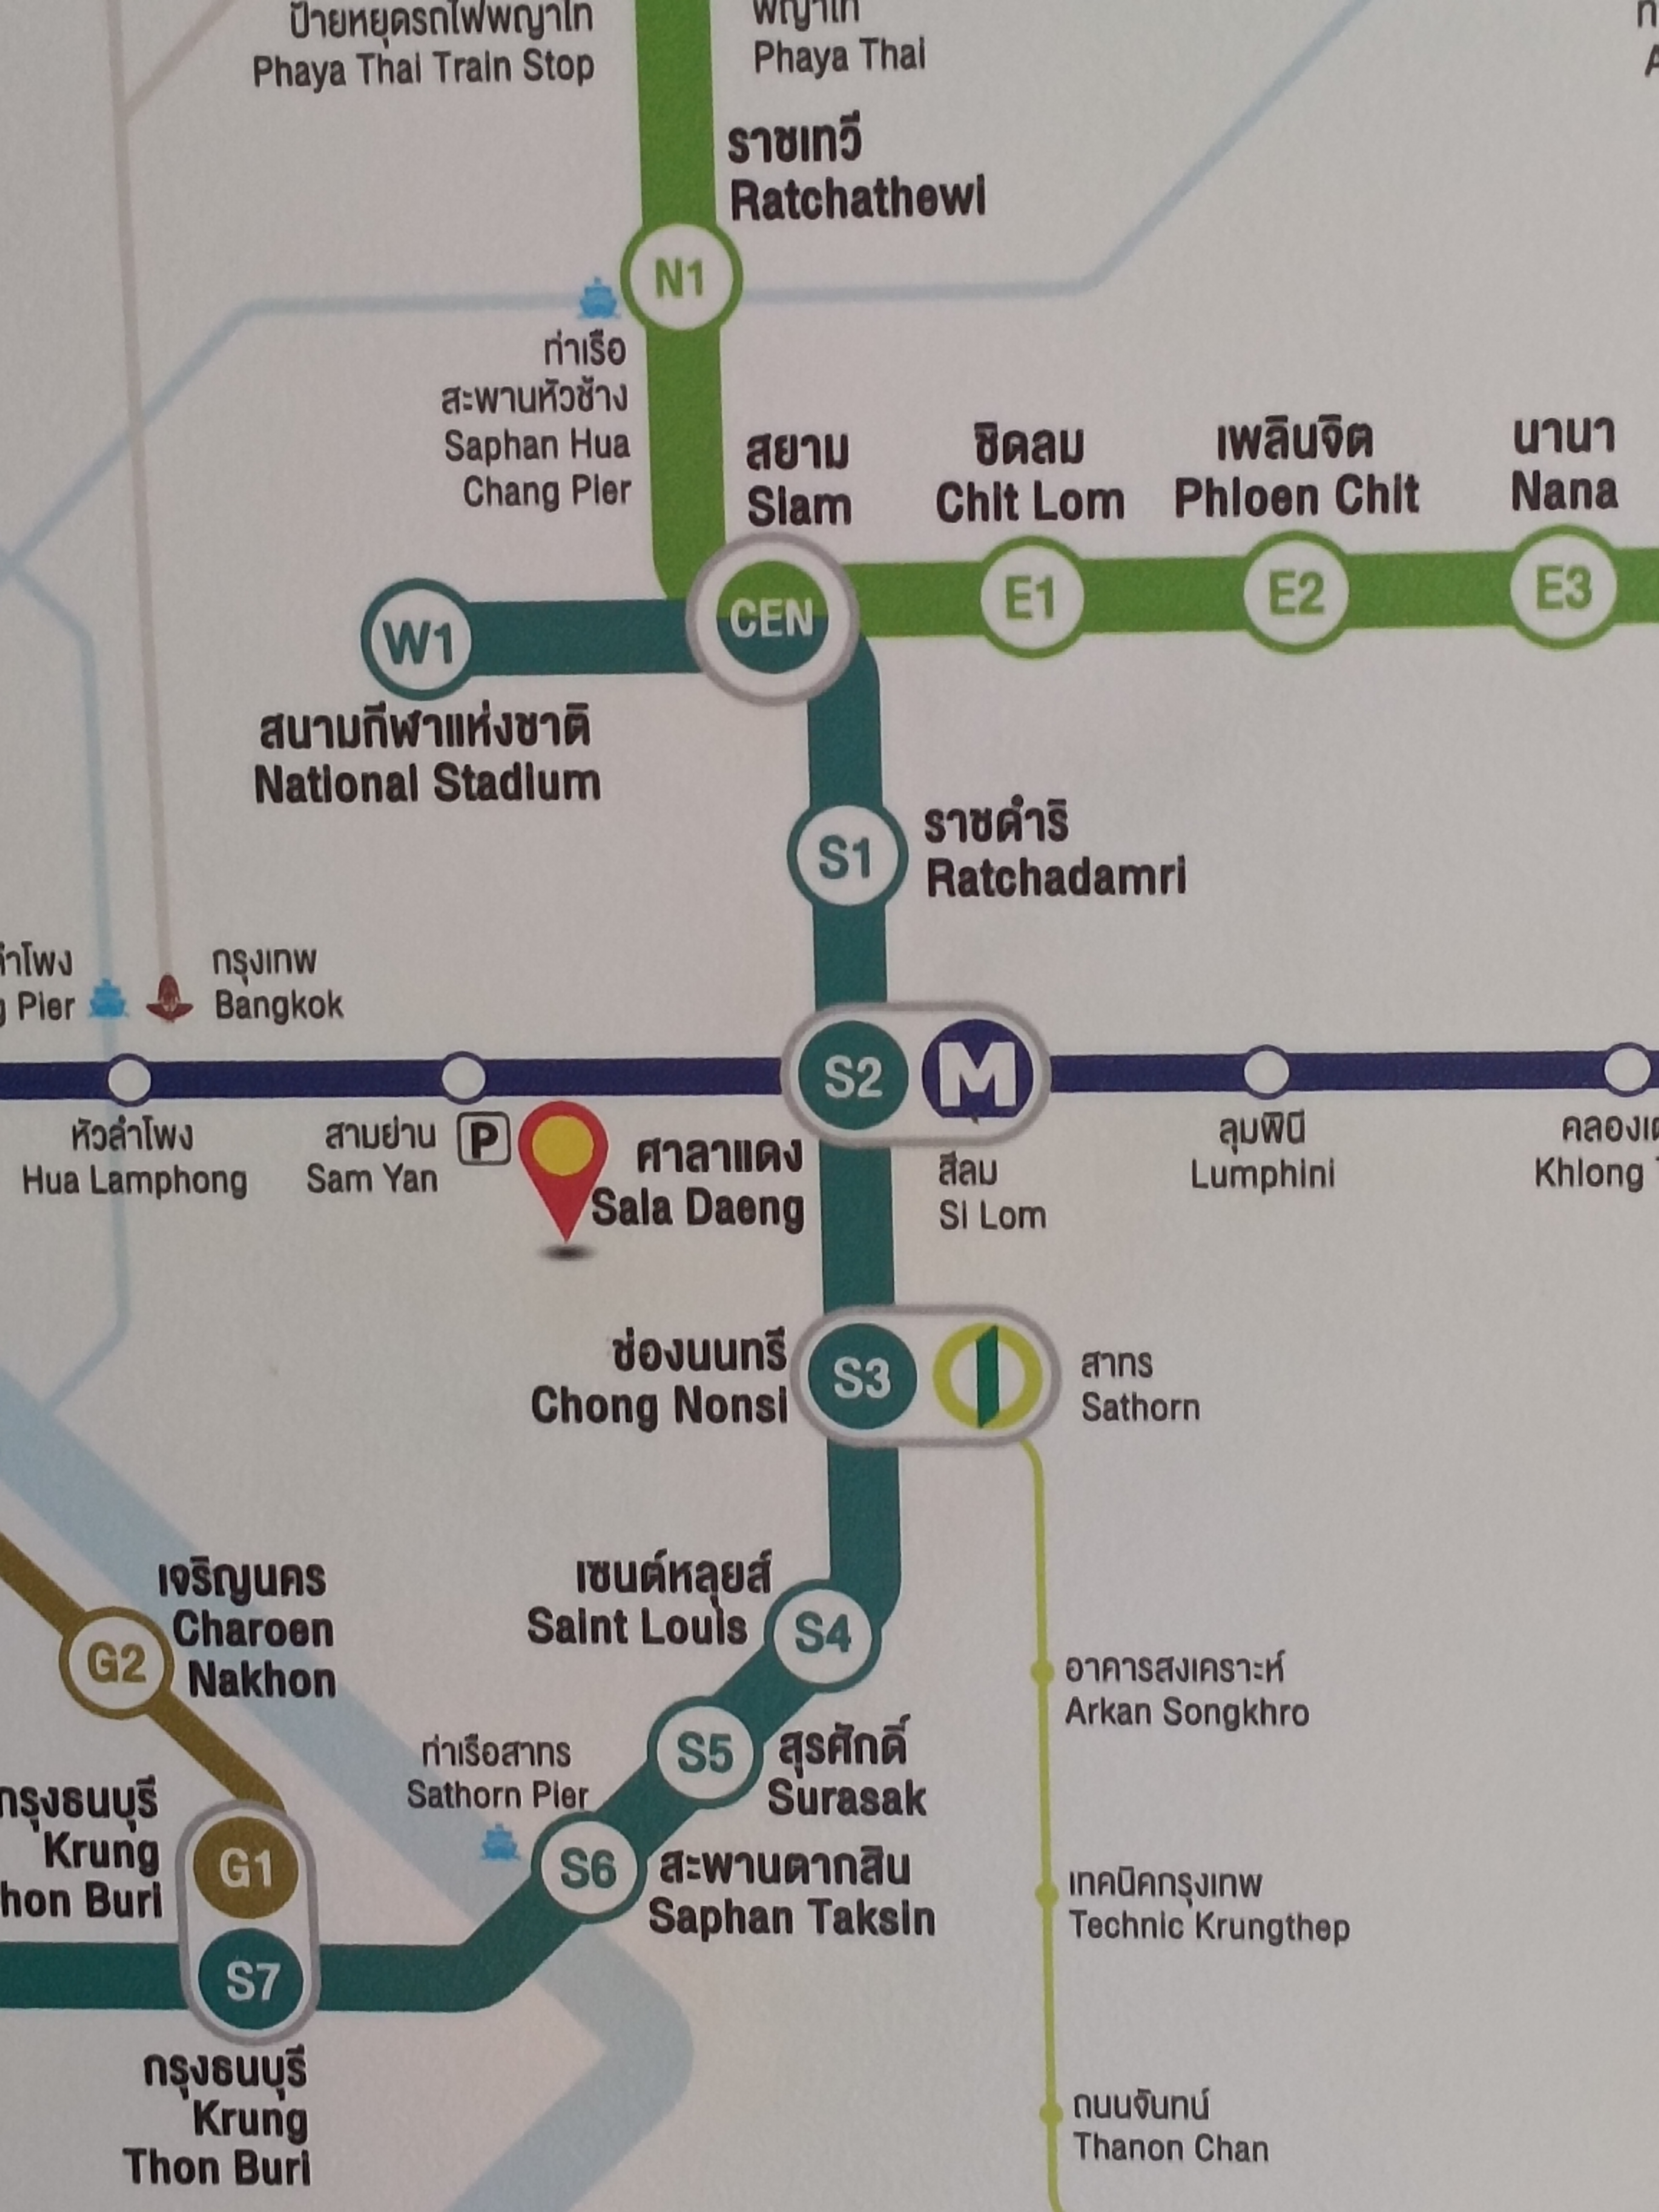 ป้ายหยุดรถไฟพญาไท
Phaya Thai Train Stop
พญาไท
Phaya Thai
ราชเทวี
Ratchathewi
N1
ท่าเรือ
สะพานหัวช้าง
Saphan Hua
Chang Pier
สยาม
Siam
ชิดลม
Chit Lom
เพลินจิต
Phloen Chit
นานา
Nana
CEN
E1
E2
E3
W1
สนามกีฬาแห่งชาติ
National Stadium
S1
ราชดำริ
Ratchadamri
Pier
กรุงเทพ
Bangkok
S2
M
หัวลำโพง
Hua Lamphong
สามย่าน
Sam Yan
P
ศาลาแดง
Sala Daeng
สีลม
Si Lom
ลุมพินี
Lumphini
Khlong
ช่องนนทรี
Chong Nonsi
S3
สาทร
Sathorn
เซนต์หลุยส์
Saint Louis
S4
เจริญนคร
Charoen
Nakhon
G2
อาคารสงเคราะห์
Arkan Songkhro
ท่าเรือสาทร
Sathorn Pier
S5
สุรศักดิ์
Surasak
S6
สะพานตากสิน
Saphan Taksin
กรุงธนบุรี
Krung
hon Buri
G1
S7
เทคนิคกรุงเทพ
Technic Krungthep
กรุงธนบุรี
Krung
Thon Buri
ถนนจันทน์
Thanon Chan